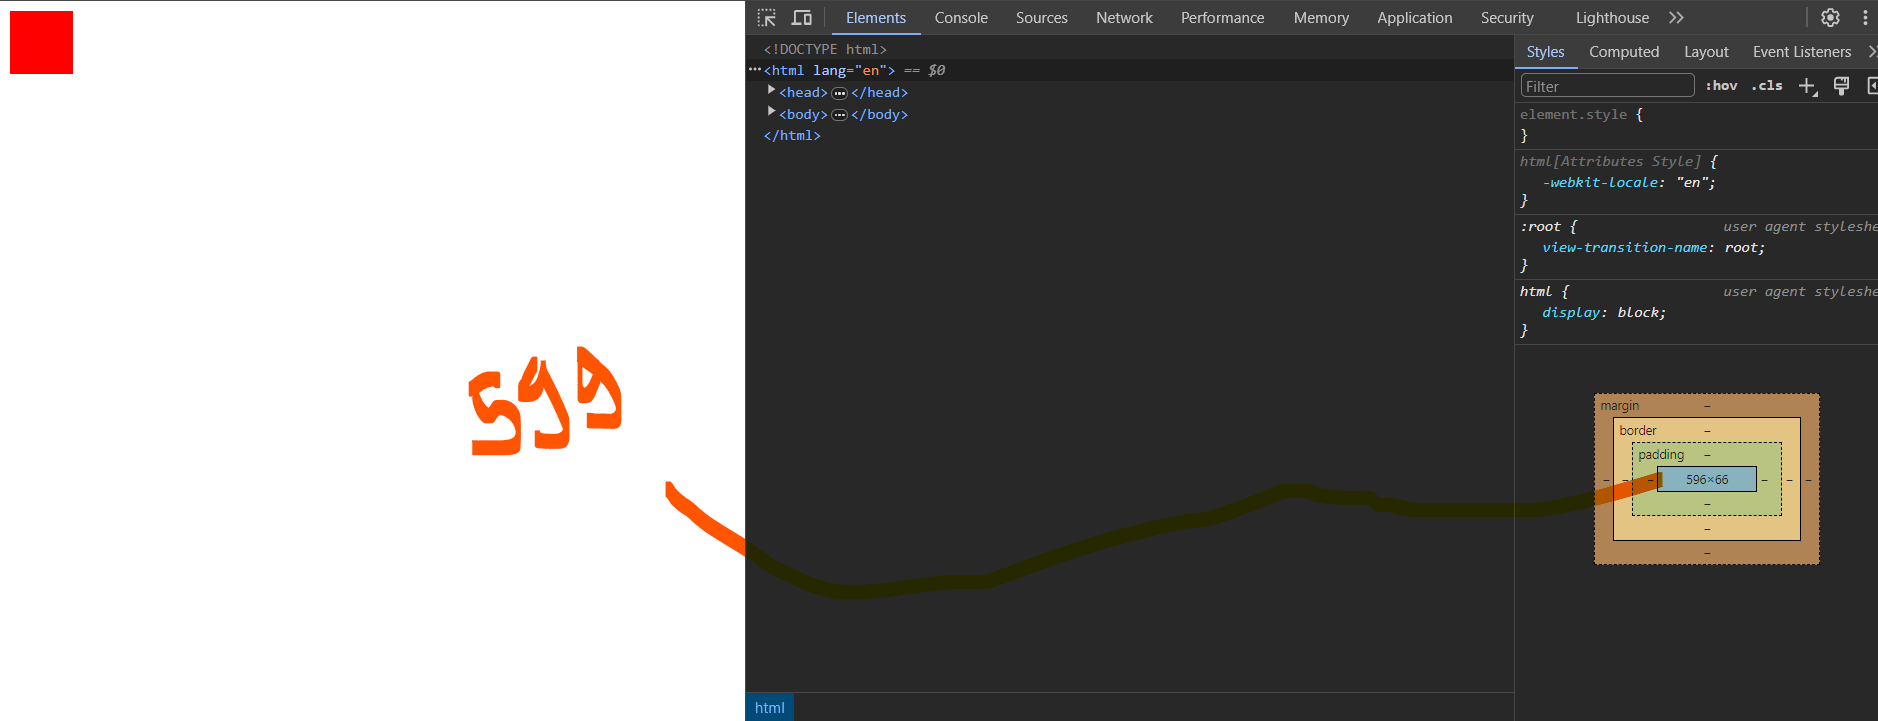 Elements Console Sources Network Performance Memory Application Security Lighthouse
<!DOCTYPE html>
<html lang="en"> == $0
<head> </head>
<body> </body>
</html>
html
Styles Computed Layout Event Listeners
Filter :hov .cls
element.style {
}
html[Attributes Style] {
-webkit-locale: "en";
}
:root { user agent styleshe
view-transition-name: root;
}
html { user agent styleshe
display: block;
}
margin –
border –
padding –
– – – 596×66 – – –
–
–
–